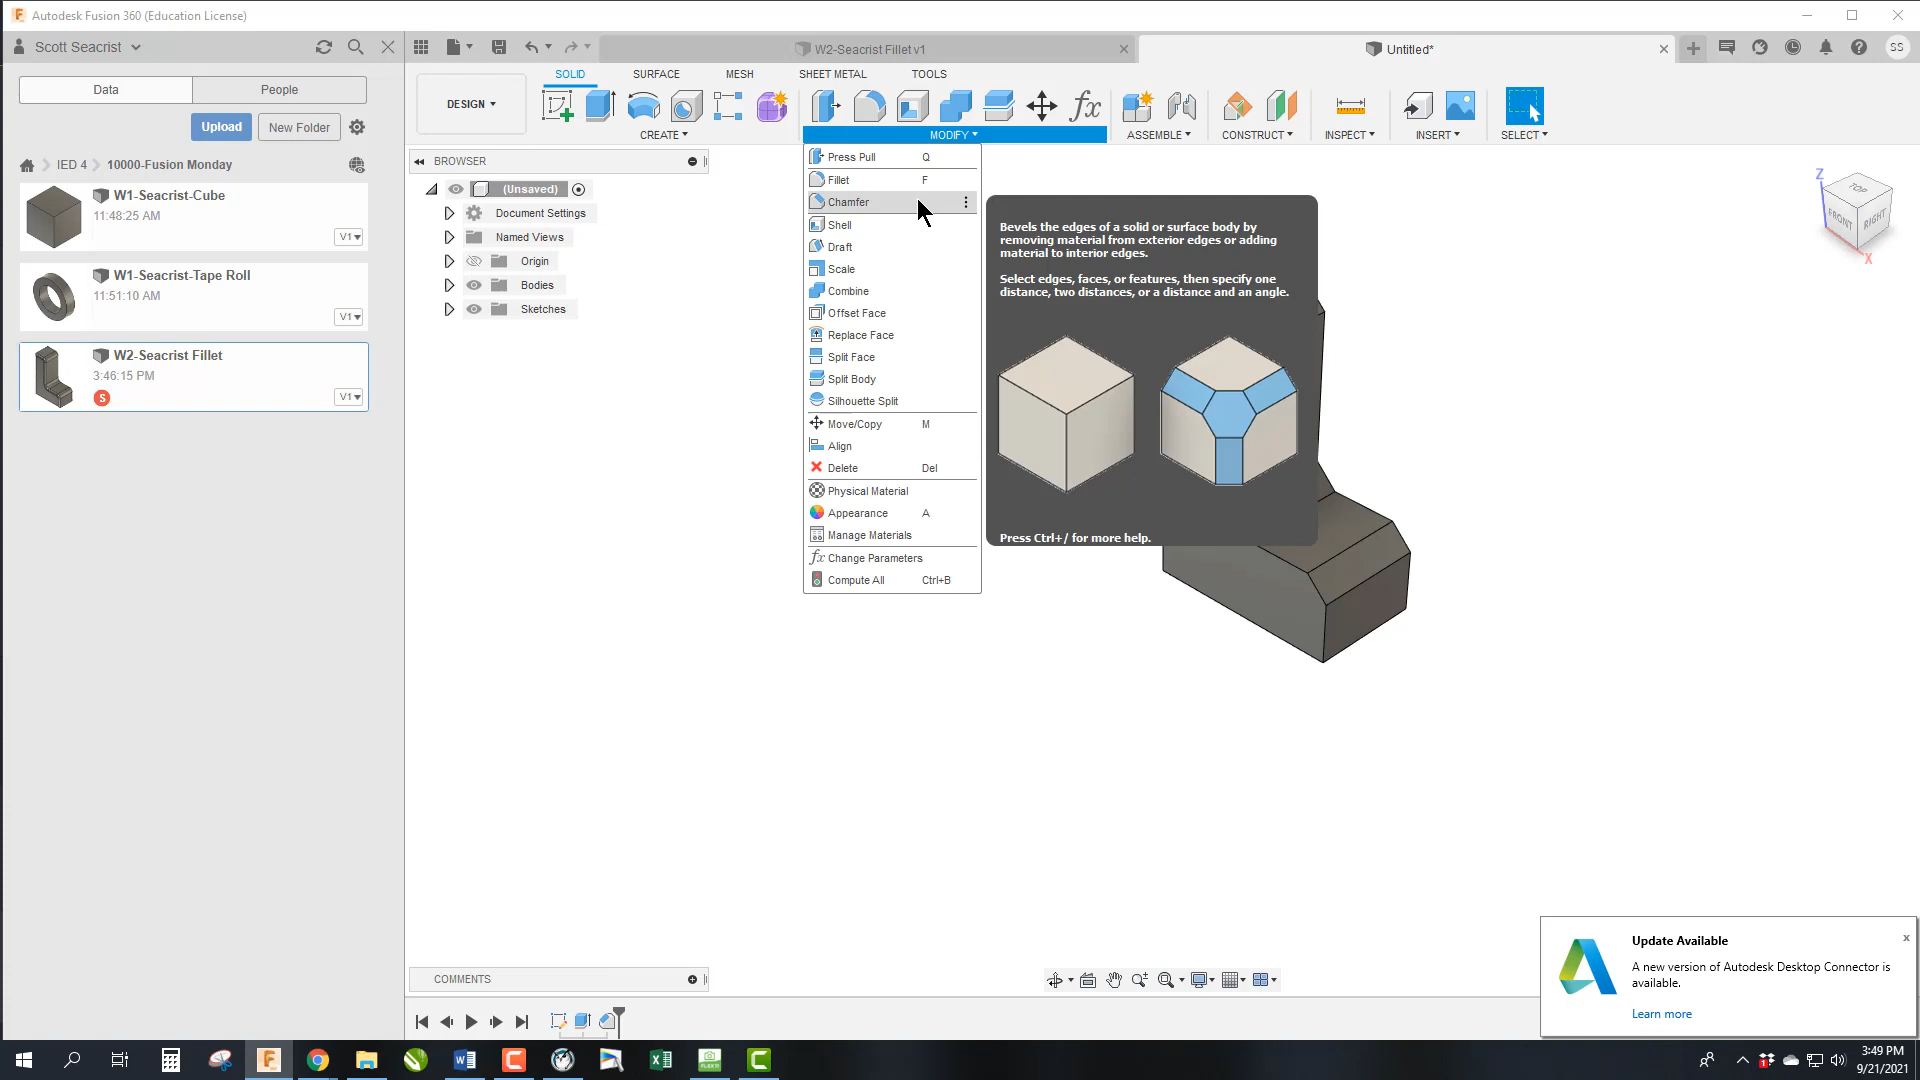 Autodesk Fusion 360 (Education License)
Scott Seacrist
W2-Seacrist Fillet v1
Untitled*
SS
Data
People
Upload
New Folder
IED 4
10000-Fusion Monday
W1-Seacrist-Cube
11:48:25 AM
V1
W1-Seacrist-Tape Roll
11:51:10 AM
V1
W2-Seacrist Fillet
3:46:15 PM
S
V1
SOLID
SURFACE
MESH
SHEET METAL
TOOLS
DESIGN
CREATE
MODIFY
ASSEMBLE
CONSTRUCT
INSPECT
INSERT
SELECT
BROWSER
(Unsaved)
Document Settings
Named Views
Origin
Bodies
Sketches
Press Pull Q
Fillet F
Chamfer
Shell
Draft
Scale
Combine
Offset Face
Replace Face
Split Face
Split Body
Silhouette Split
Move/Copy M
Align
Delete Del
Physical Material
Appearance A
Manage Materials
fx Change Parameters
Compute All Ctrl+B
Bevels the edges of a solid or surface body by
removing material from exterior edges or adding
material to interior edges.
Select edges, faces, or features, then specify one
distance, two distances, or a distance and an angle.
Press Ctrl+/ for more help.
Z
TOP
FRONT
RIGHT
X
COMMENTS
Update Available
A new version of Autodesk Desktop Connector is
available.
Learn more
3:49 PM
9/21/2021